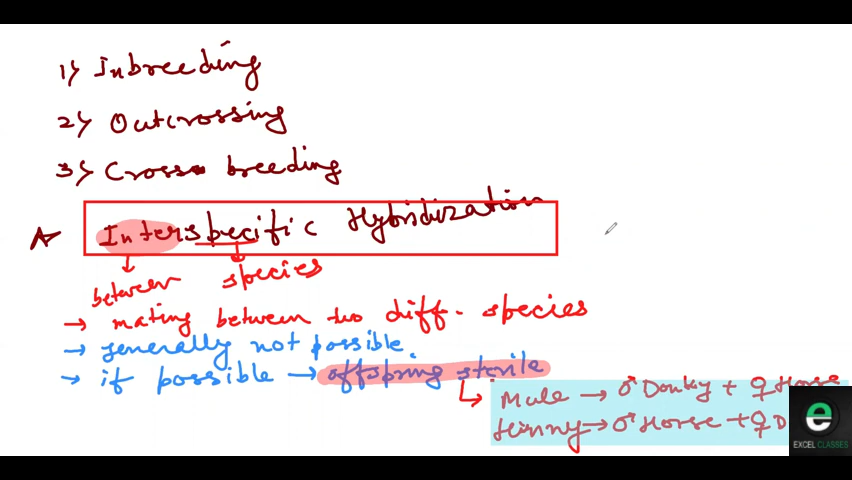 1) Inbreeding
2) Outcrossing
3) Cross breeding
Interspecific Hybridization
between species
→ mating between two diff. species
→ generally not possible.
→ if possible → offspring sterile
Mule → ♂ Donky + ♀ Horse
Hinny → ♂ Horse + ♀ D
EXCEL CLASSES